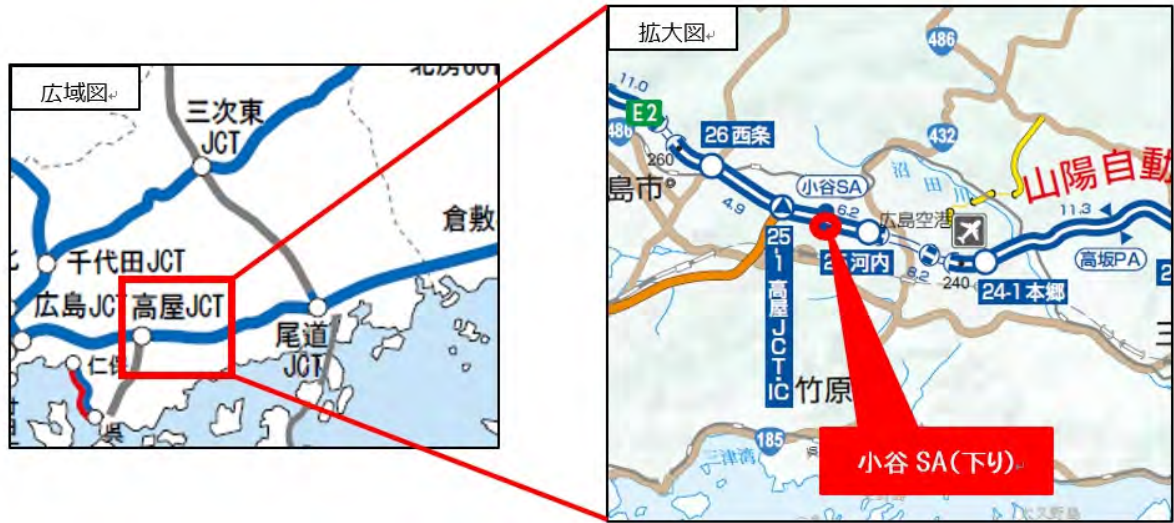 広域図
三次東
JCT
倉敷
千代田JCT
広島JCT
高屋JCT
尾道
JCT
仁保
呉
拡大図
486
11.0
E2
486
26 西条
432
260
小谷SA
沼田川
山陽自動
島市
4.9
6.2
広島空港
11.3
25-1 高屋JCT・IC
河内
6.2
高坂PA
240
24-1 本郷
竹原
185
三津湾
小谷 SA(下り)